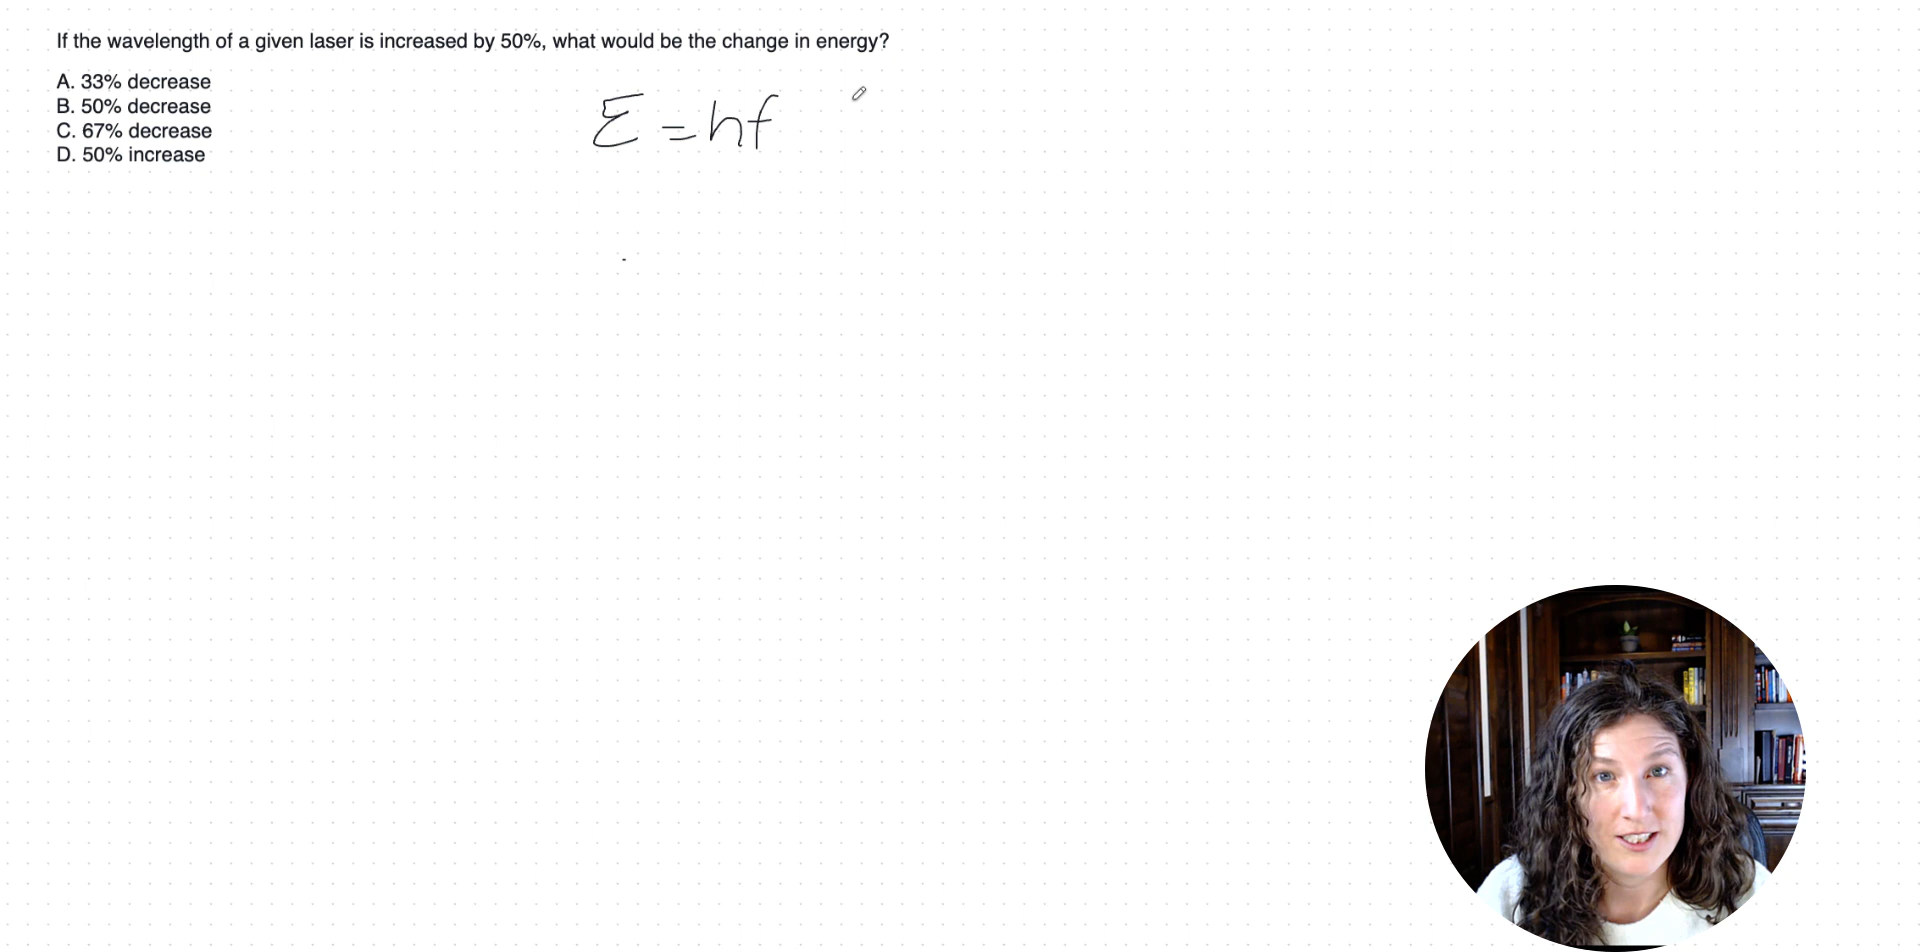 If the wavelength of a given laser is increased by 50%, what would be the change in energy?
A. 33% decrease
B. 50% decrease
C. 67% decrease
D. 50% increase
E = hf